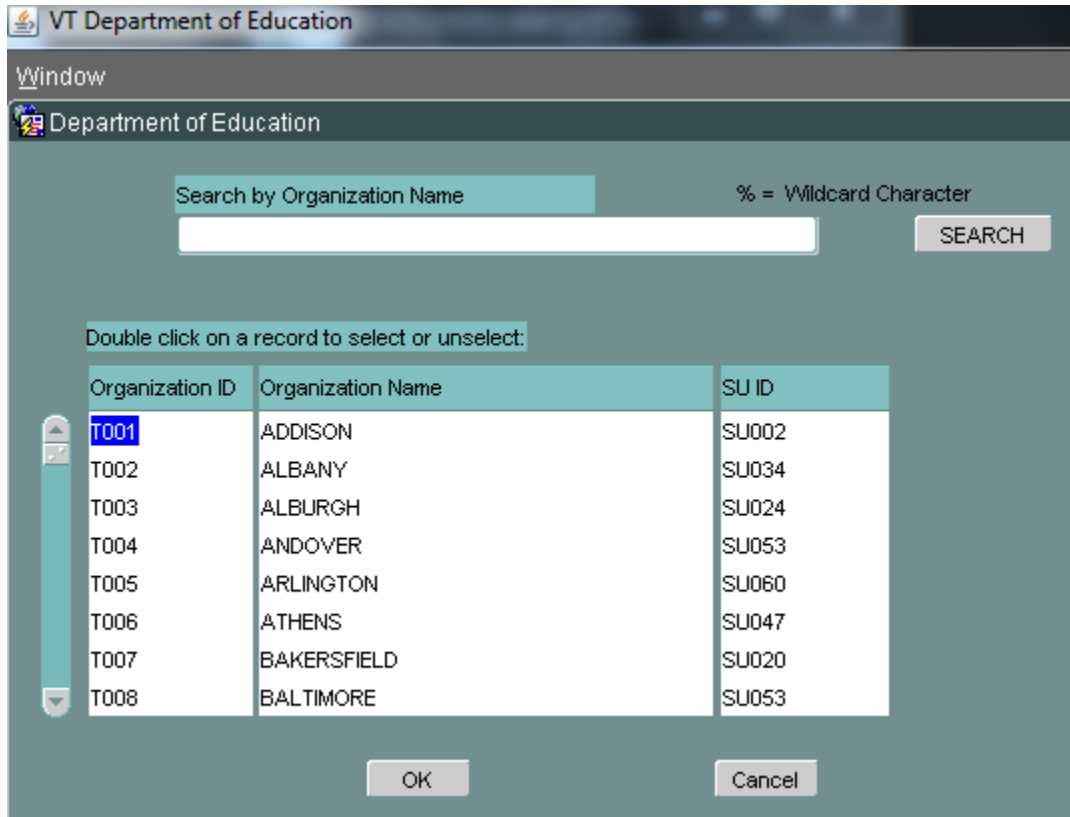 VT Department of Education
Window
Department of Education
Search by Organization Name % = Wildcard Character
SEARCH
Double click on a record to select or unselect:
Organization ID Organization Name SU ID
T001 ADDISON SU002
T002 ALBANY SU034
T003 ALBURGH SU024
T004 ANDOVER SU053
T005 ARLINGTON SU060
T006 ATHENS SU047
T007 BAKERSFIELD SU020
T008 BALTIMORE SU053
OK Cancel